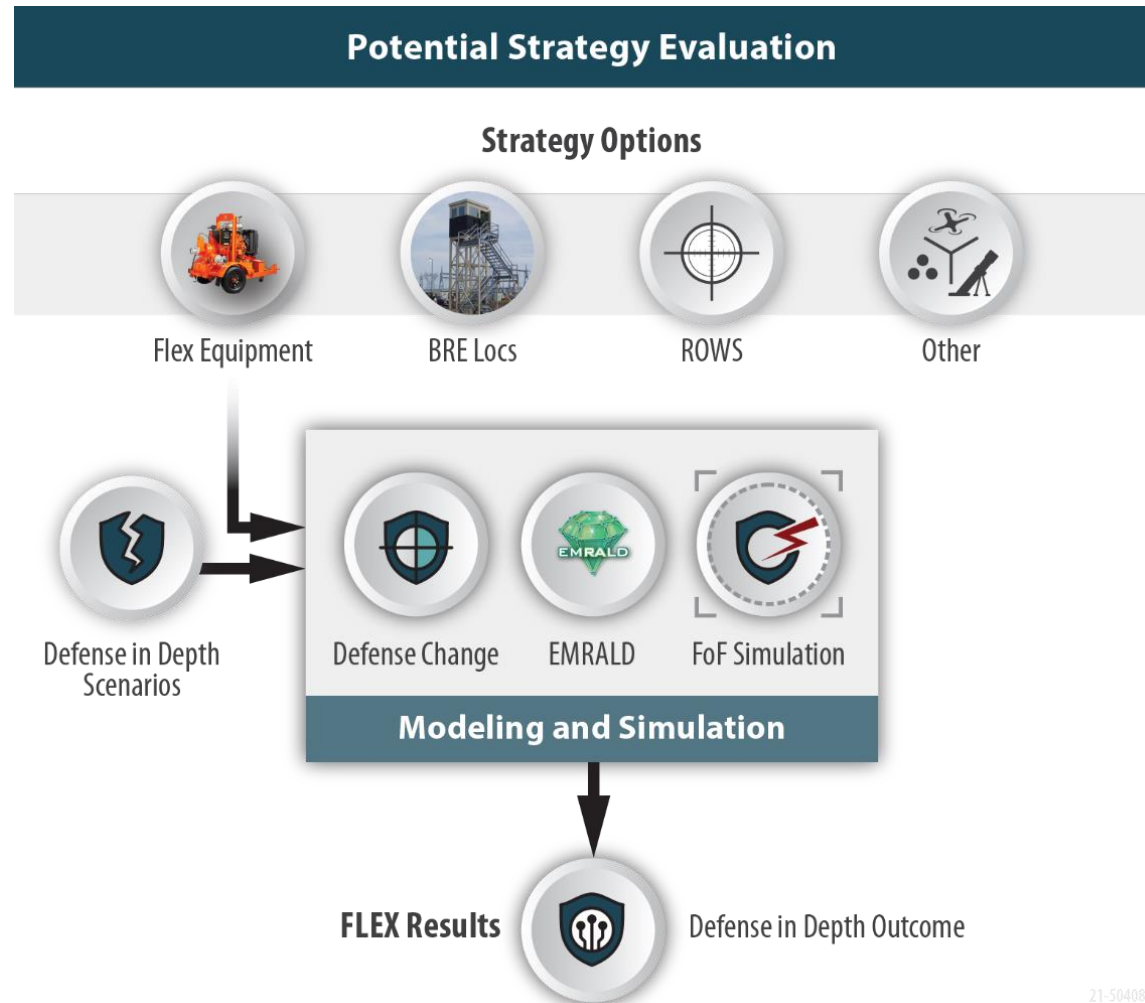 Potential Strategy Evaluation
Strategy Options
Flex Equipment
BRE Locs
ROWS
Other
Defense in Depth
Scenarios
EMRALD
Defense Change
EMRALD
FoF Simulation
Modeling and Simulation
FLEX Results
Defense in Depth Outcome
21-50408